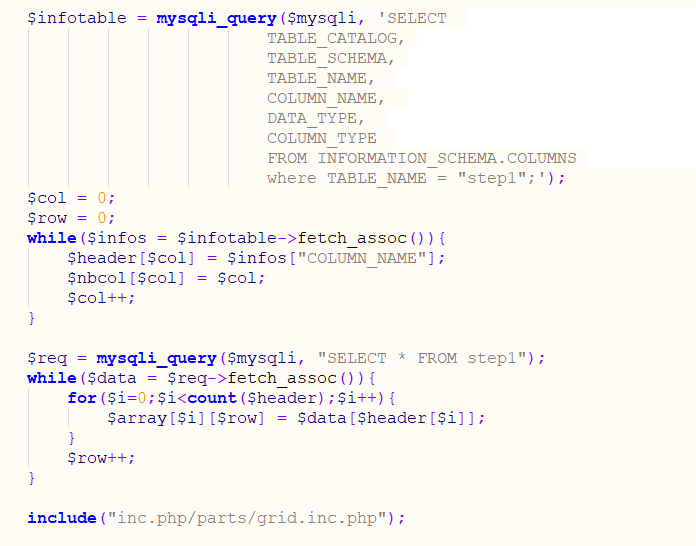 $infotable = mysqli_query($mysqli, 'SELECT
TABLE_CATALOG,
TABLE_SCHEMA,
TABLE_NAME,
COLUMN_NAME,
DATA_TYPE,
COLUMN_TYPE
FROM INFORMATION_SCHEMA.COLUMNS
where TABLE_NAME = "step1";');
$col = 0;
$row = 0;
while($infos = $infotable->fetch_assoc()){
$header[$col] = $infos["COLUMN_NAME"];
$nbcol[$col] = $col;
$col++;
}
$req = mysqli_query($mysqli, "SELECT * FROM step1");
while($data = $req->fetch_assoc()){
for($i=0;$i<count($header);$i++){
$array[$i][$row] = $data[$header[$i]];
}
$row++;
}
include("inc.php/parts/grid.inc.php");